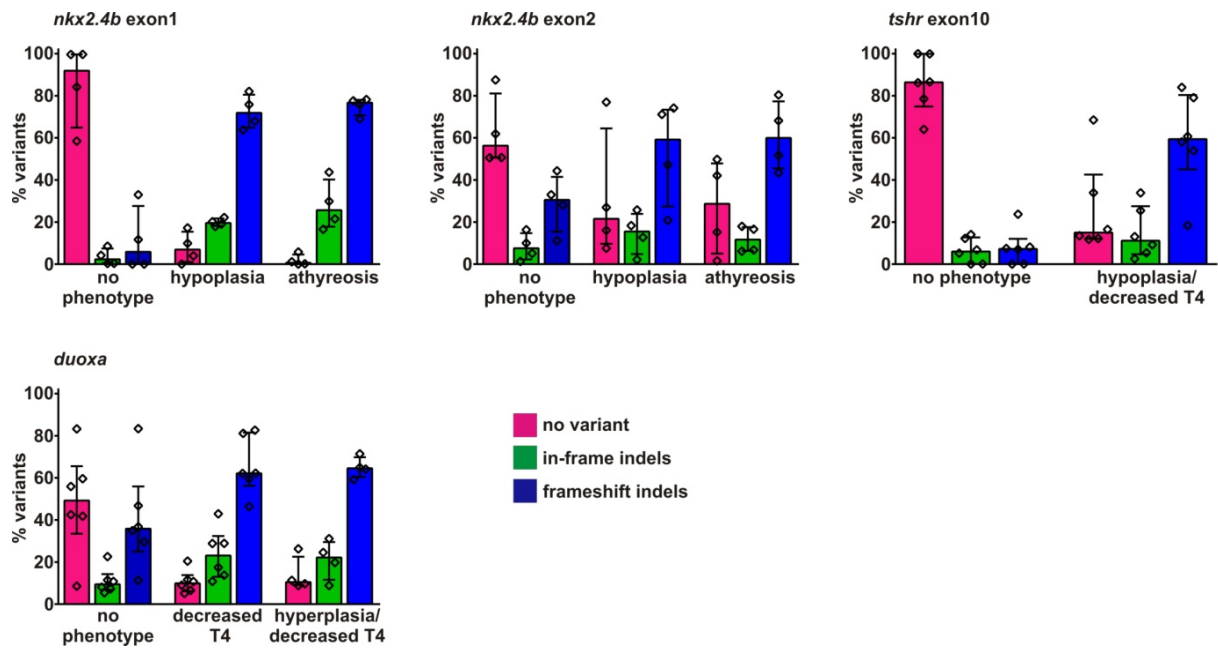 nkx2.4b exon1
nkx2.4b exon2
tshr exon10
100
80
60
40
20
0
% variants
no phenotype
hypoplasia
athyreosis
100
80
60
40
20
0
% variants
no phenotype
hypoplasia
athyreosis
100
80
60
40
20
0
% variants
no phenotype
hypoplasia/
decreased T4
duoxa
100
80
60
40
20
0
% variants
no
phenotype
decreased
T4
hyperplasia/
decreased T4
no variant
in-frame indels
frameshift indels